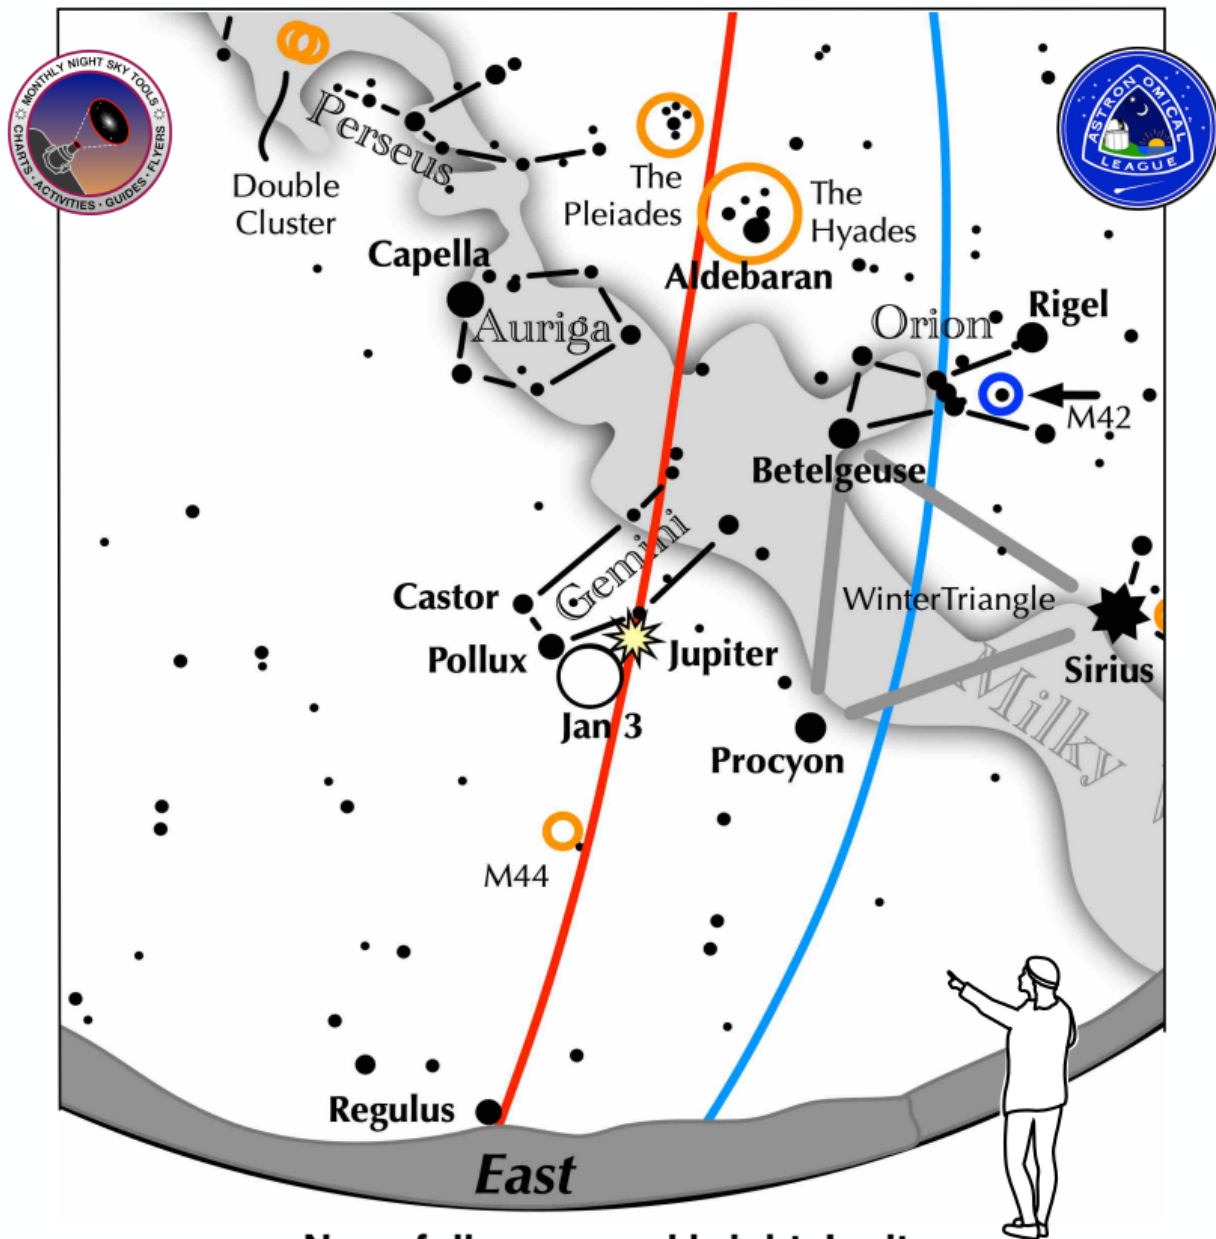 MONTHLY NIGHT SKY TOOLS
CHARTS • ACTIVITIES • GUIDES • FLYERS
ASTRONOMICAL
LEAGUE
Perseus
Double
Cluster
The
Pleiades
The
Hyades
Capella
Aldebaran
Auriga
Orion
Rigel
M42
Betelgeuse
Gemini
Castor
WinterTriangle
Pollux
Jupiter
Sirius
Jan 3
Milky
Procyon
M44
Regulus
East